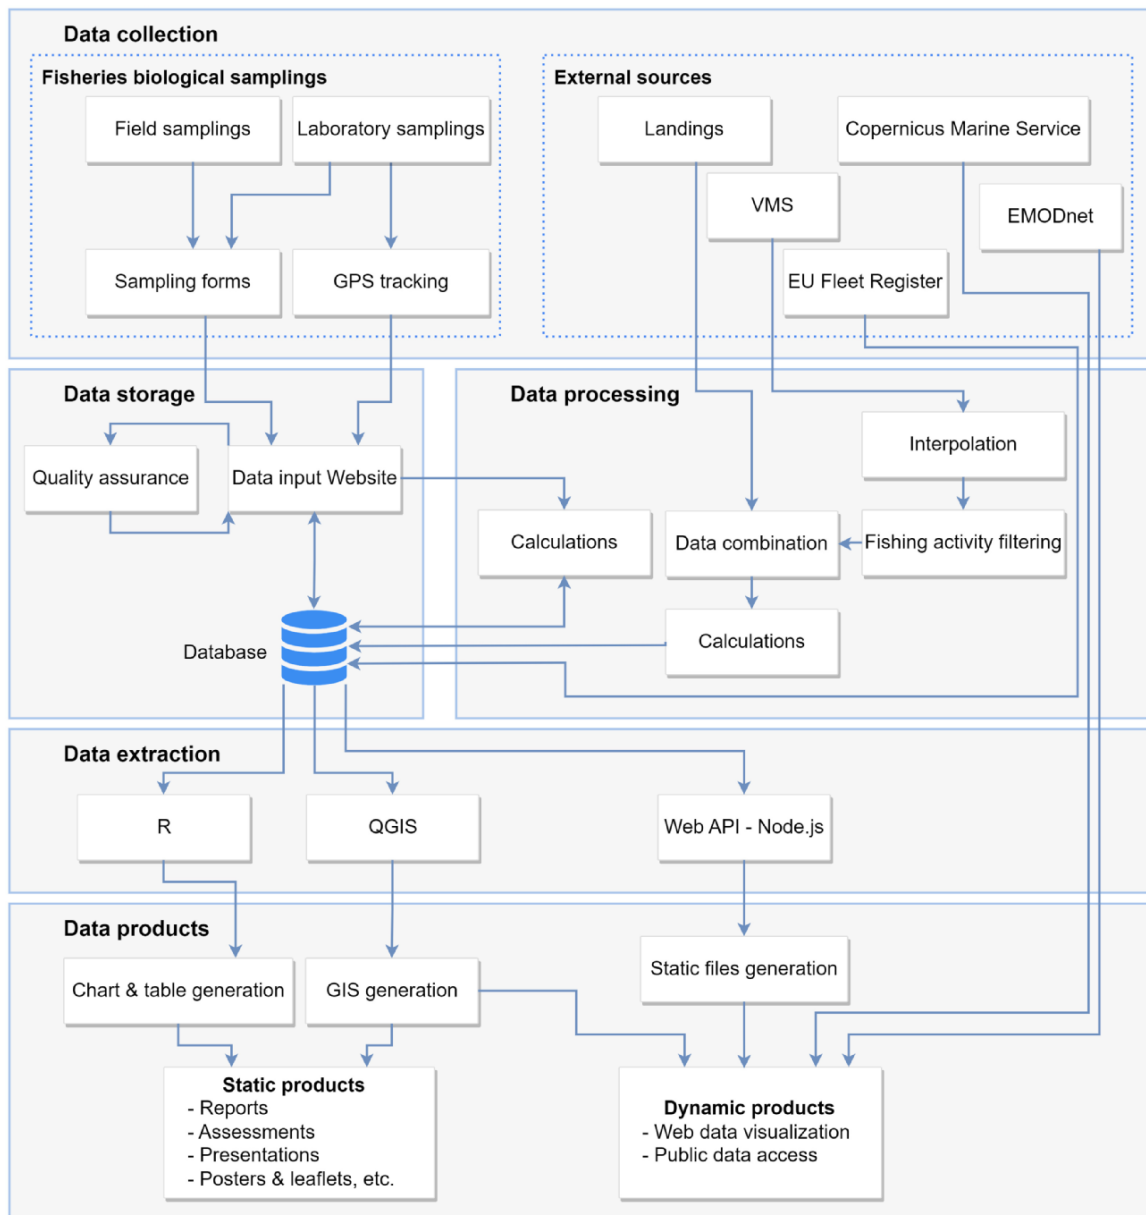 Data collection
Fisheries biological samplings
Field samplings
Laboratory samplings
Sampling forms
GPS tracking
External sources
Landings
Copernicus Marine Service
VMS
EMODnet
EU Fleet Register
Data storage
Quality assurance
Data input Website
Database
Data processing
Interpolation
Calculations
Data combination
Fishing activity filtering
Calculations
Data extraction
R
QGIS
Web API - Node.js
Data products
Chart & table generation
GIS generation
Static files generation
Static products
- Reports
- Assessments
- Presentations
- Posters & leaflets, etc.
Dynamic products
- Web data visualization
- Public data access